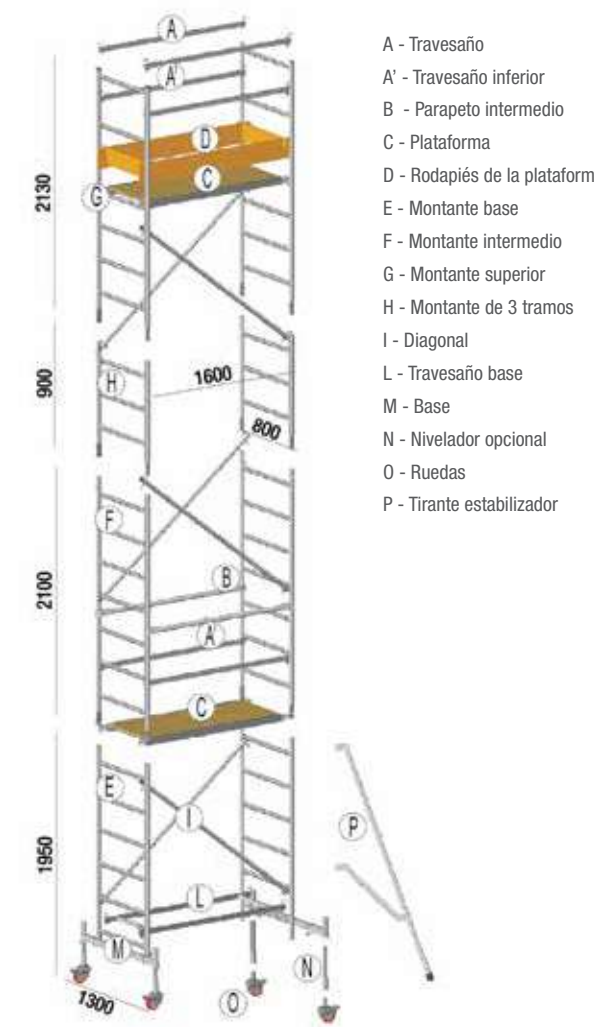 A
A'
D
C
G
2130
H
1600
900
800
F
B
2100
A'
C
E
I
P
1950
L
M
N
O
1300
A - Travesaño
A' - Travesaño inferior
B - Parapeto intermedio
C - Plataforma
D - Rodapiés de la plataform
E - Montante base
F - Montante intermedio
G - Montante superior
H - Montante de 3 tramos
I - Diagonal
L - Travesaño base
M - Base
N - Nivelador opcional
O - Ruedas
P - Tirante estabilizador